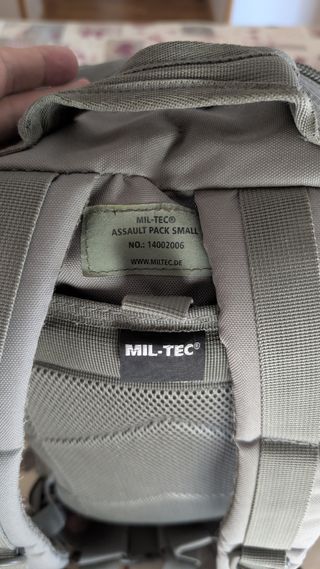 MIL-TEC®
ASSAULT PACK SMALL
NO.: 14002006
WWW.MILTEC.DE
MIL-TEC®